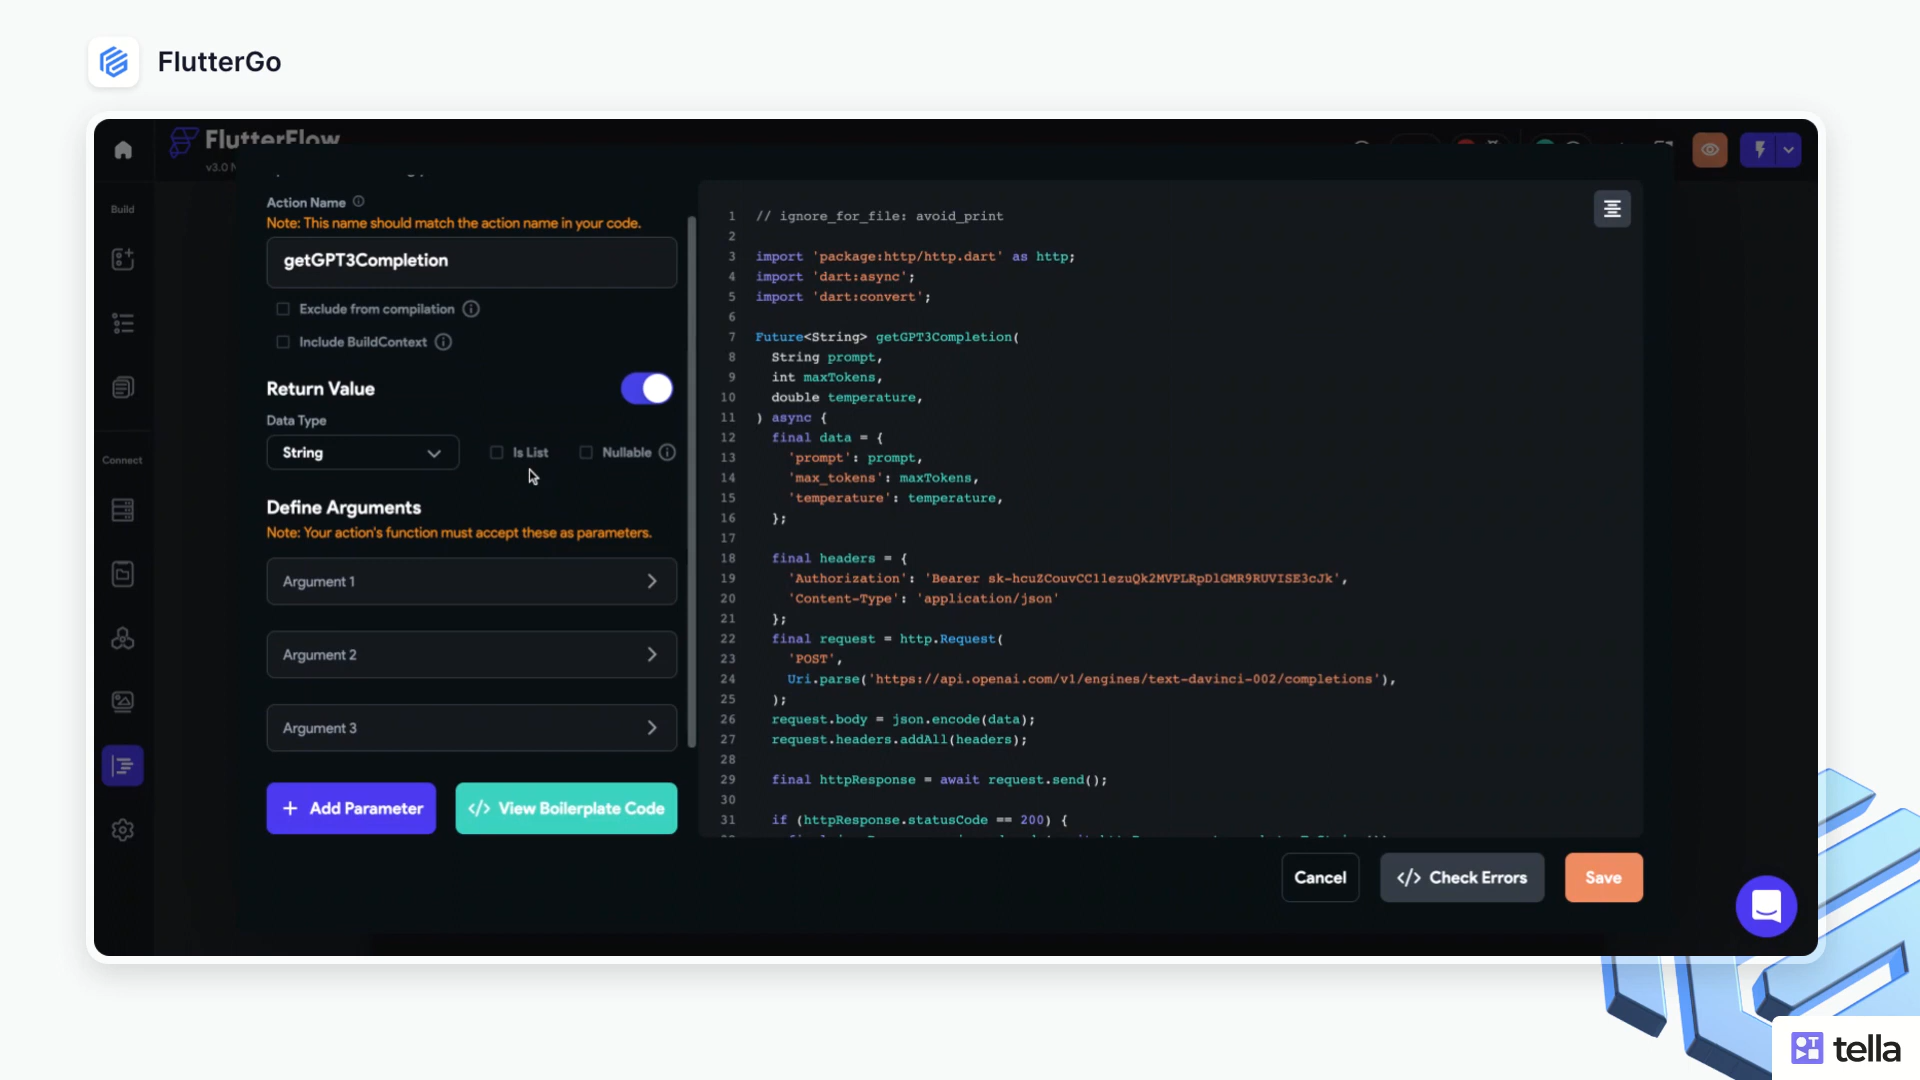 FlutterGo
FlutterFlow
v3.0
Build
Connect
Action Name
Note: This name should match the action name in your code.
getGPT3Completion
Exclude from compilation
Include BuildContext
Return Value
Data Type
String
Is List
Nullable
Define Arguments
Note: Your action's function must accept these as parameters.
Argument 1
Argument 2
Argument 3
+ Add Parameter
</> View Boilerplate Code
1 // ignore_for_file: avoid_print
2
3 import 'package:http/http.dart' as http;
4 import 'dart:async';
5 import 'dart:convert';
6
7 Future<String> getGPT3Completion(
8 String prompt,
9 int maxTokens,
10 double temperature,
11 ) async {
12 final data = {
13 'prompt': prompt,
14 'max_tokens': maxTokens,
15 'temperature': temperature,
16 };
17
18 final headers = {
19 'Authorization': 'Bearer sk-hcuZCouvCC11ezuQk2MVPLRpDlGMR9RUVISE3cJk',
20 'Content-Type': 'application/json'
21 };
22 final request = http.Request(
23 'POST',
24 Uri.parse('https://api.openai.com/v1/engines/text-davinci-002/completions'),
25 );
26 request.body = json.encode(data);
27 request.headers.addAll(headers);
28
29 final httpResponse = await request.send();
30
31 if (httpResponse.statusCode == 200) {
Cancel
</> Check Errors
Save
tella